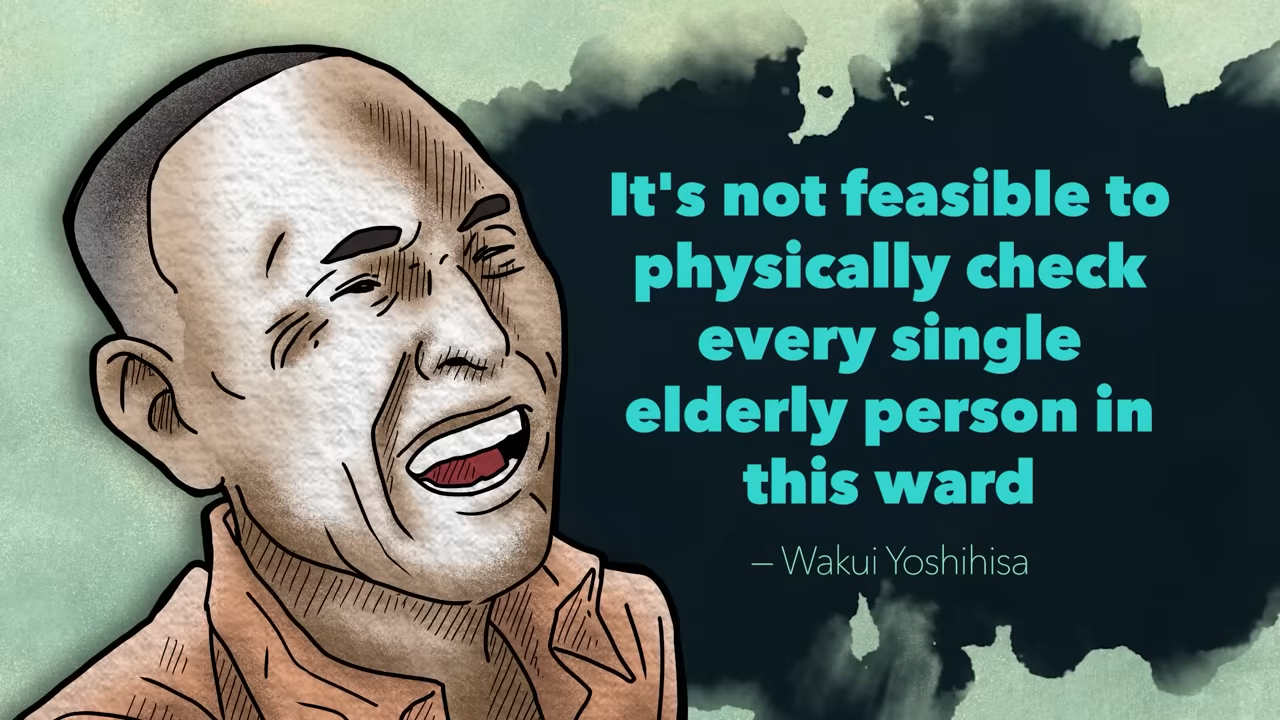 It's not feasible to
physically check
every single
elderly person in
this ward
– Wakui Yoshihisa